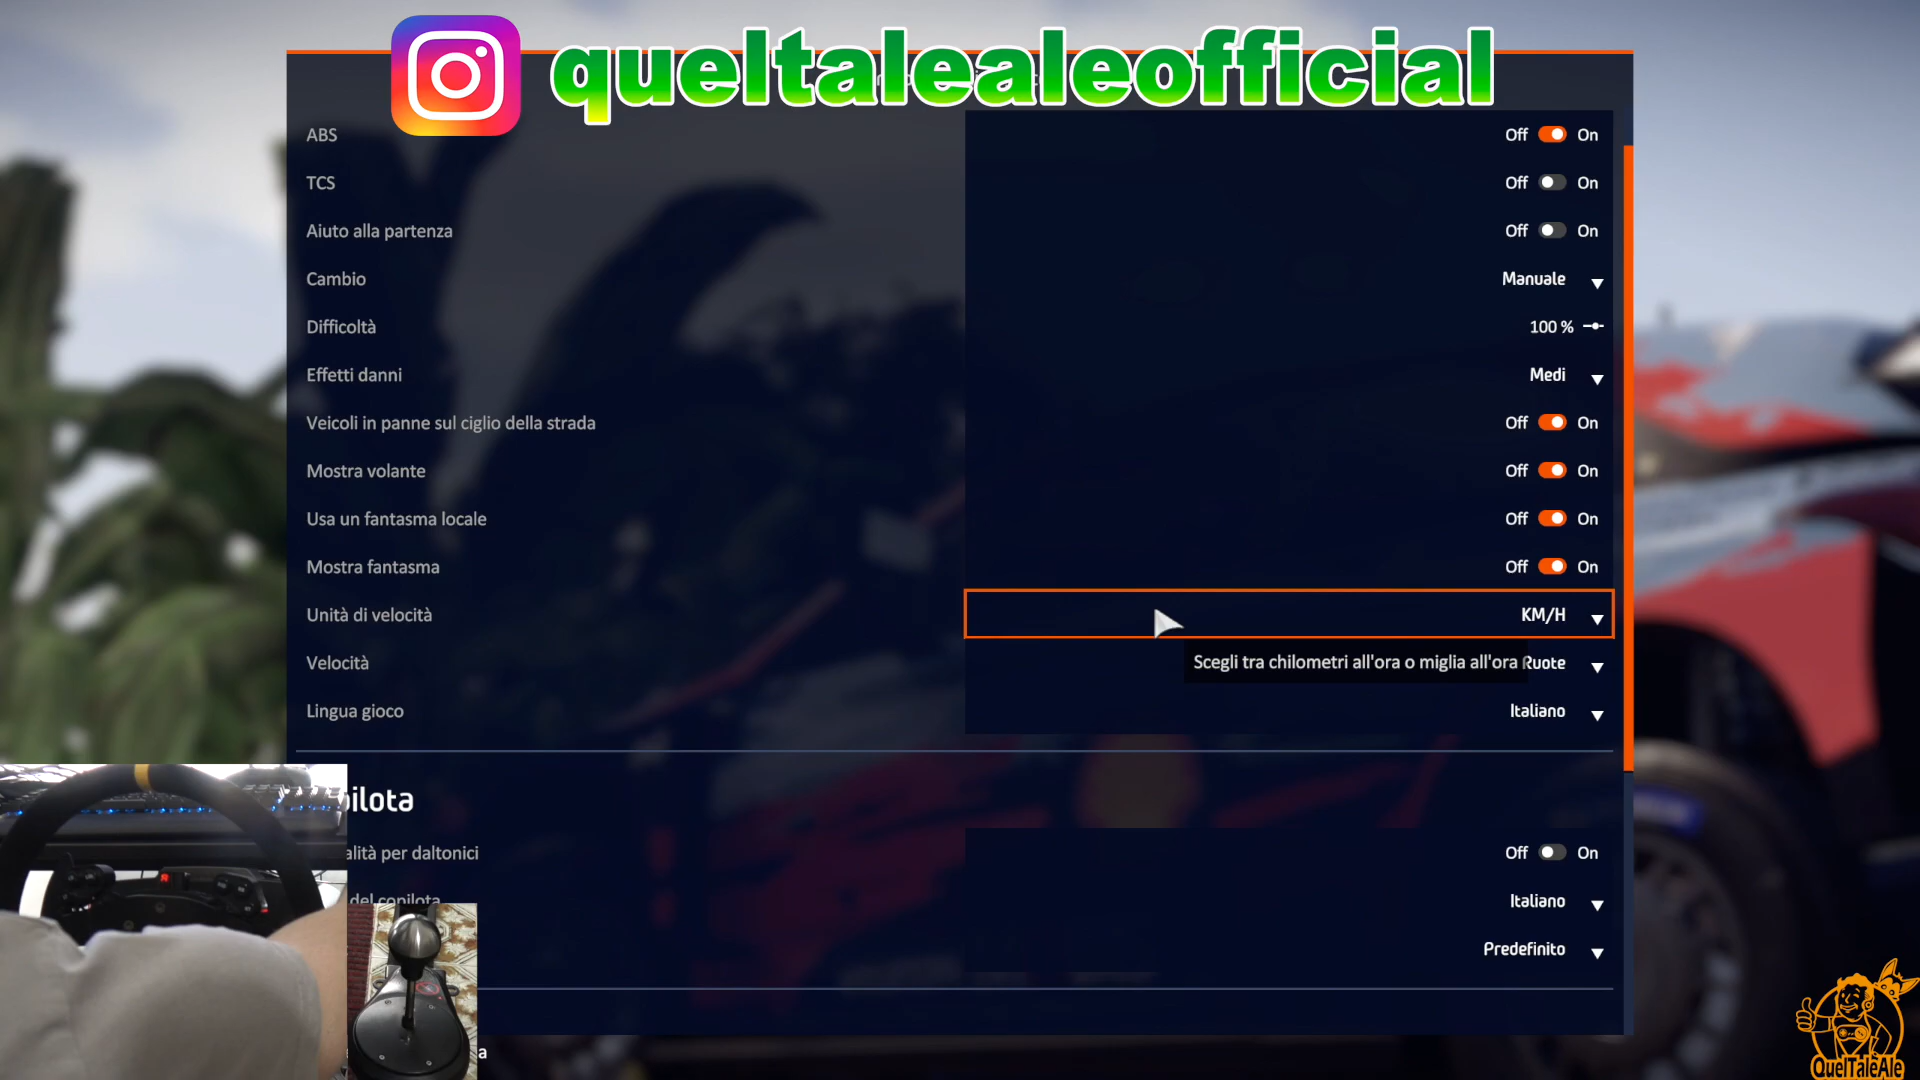 queltalealeofficial
ABS Off On
TCS Off On
Aiuto alla partenza Off On
Cambio Manuale
Difficoltà 100 %
Effetti danni Medi
Veicoli in panne sul ciglio della strada Off On
Mostra volante Off On
Usa un fantasma locale Off On
Mostra fantasma Off On
Unità di velocità KM/H
Velocità Ruote
Scegli tra chilometri all'ora o miglia all'ora
Lingua gioco Italiano
ilota
alità per daltonici Off On
del copilota Italiano
Predefinito
a
QuelTaleAle